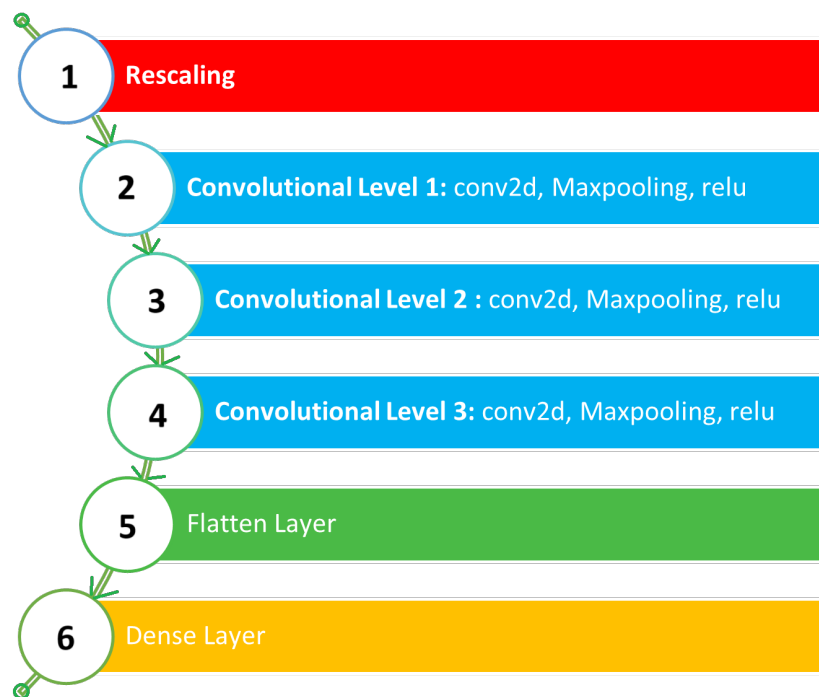 1 Rescaling
2 Convolutional Level 1: conv2d, Maxpooling, relu
3 Convolutional Level 2 : conv2d, Maxpooling, relu
4 Convolutional Level 3: conv2d, Maxpooling, relu
5 Flatten Layer
6 Dense Layer